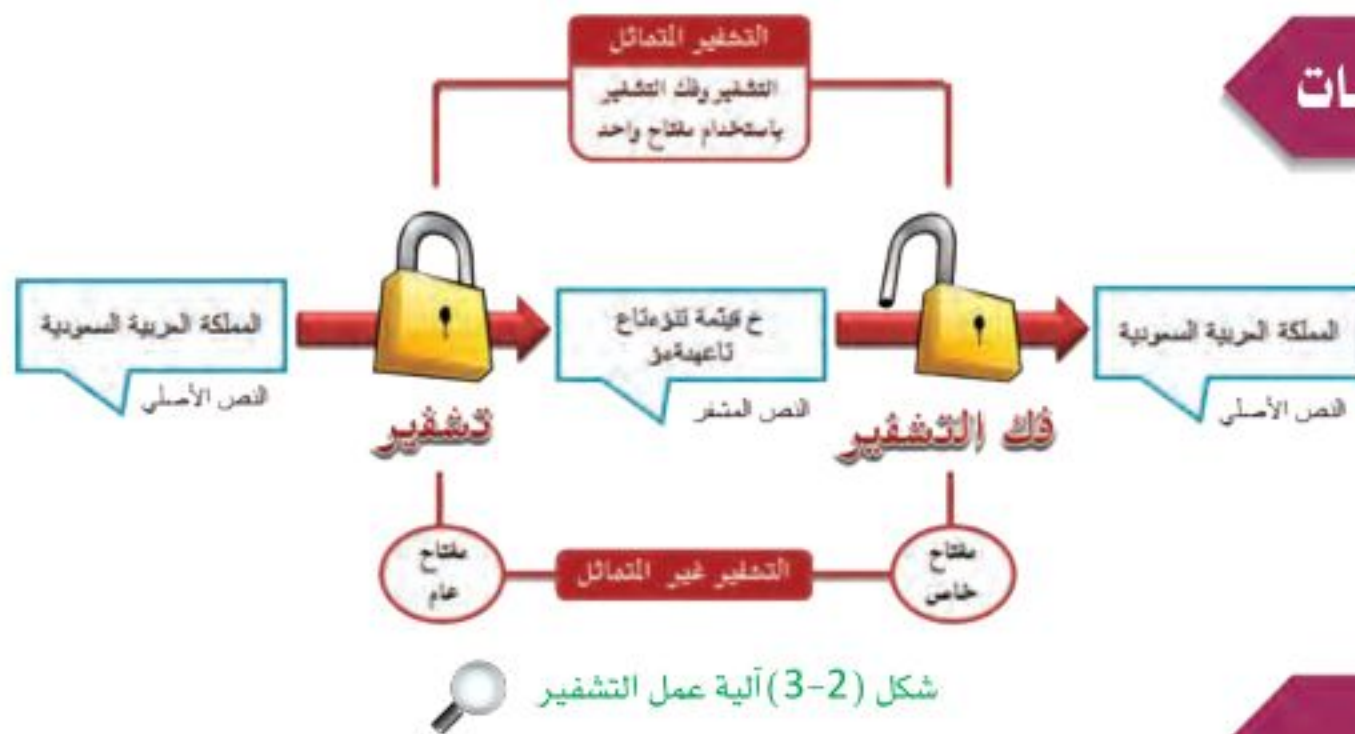 التشفير المتماثل
التشفير وفك التشفير
باستخدام مفتاح واحد
المملكة العربية السعودية
النص الأصلي
تشفير
النص المشفر
فك التشفير
المملكة العربية السعودية
النص الأصلي
مفتاح
عام
التشفير غير المتماثل
مفتاح
خاص
شكل (2-3) آلية عمل التشفير